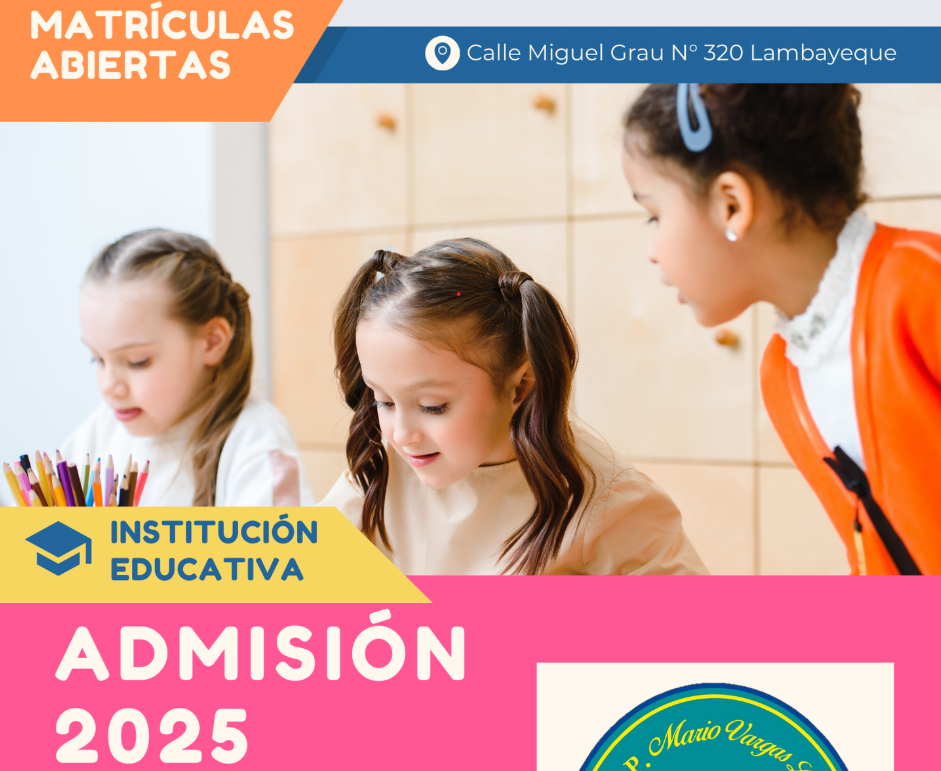 MATRÍCULAS
ABIERTAS
Calle Miguel Grau N° 320 Lambayeque
INSTITUCIÓN
EDUCATIVA
ADMISIÓN
2025
P. Mario Vargas